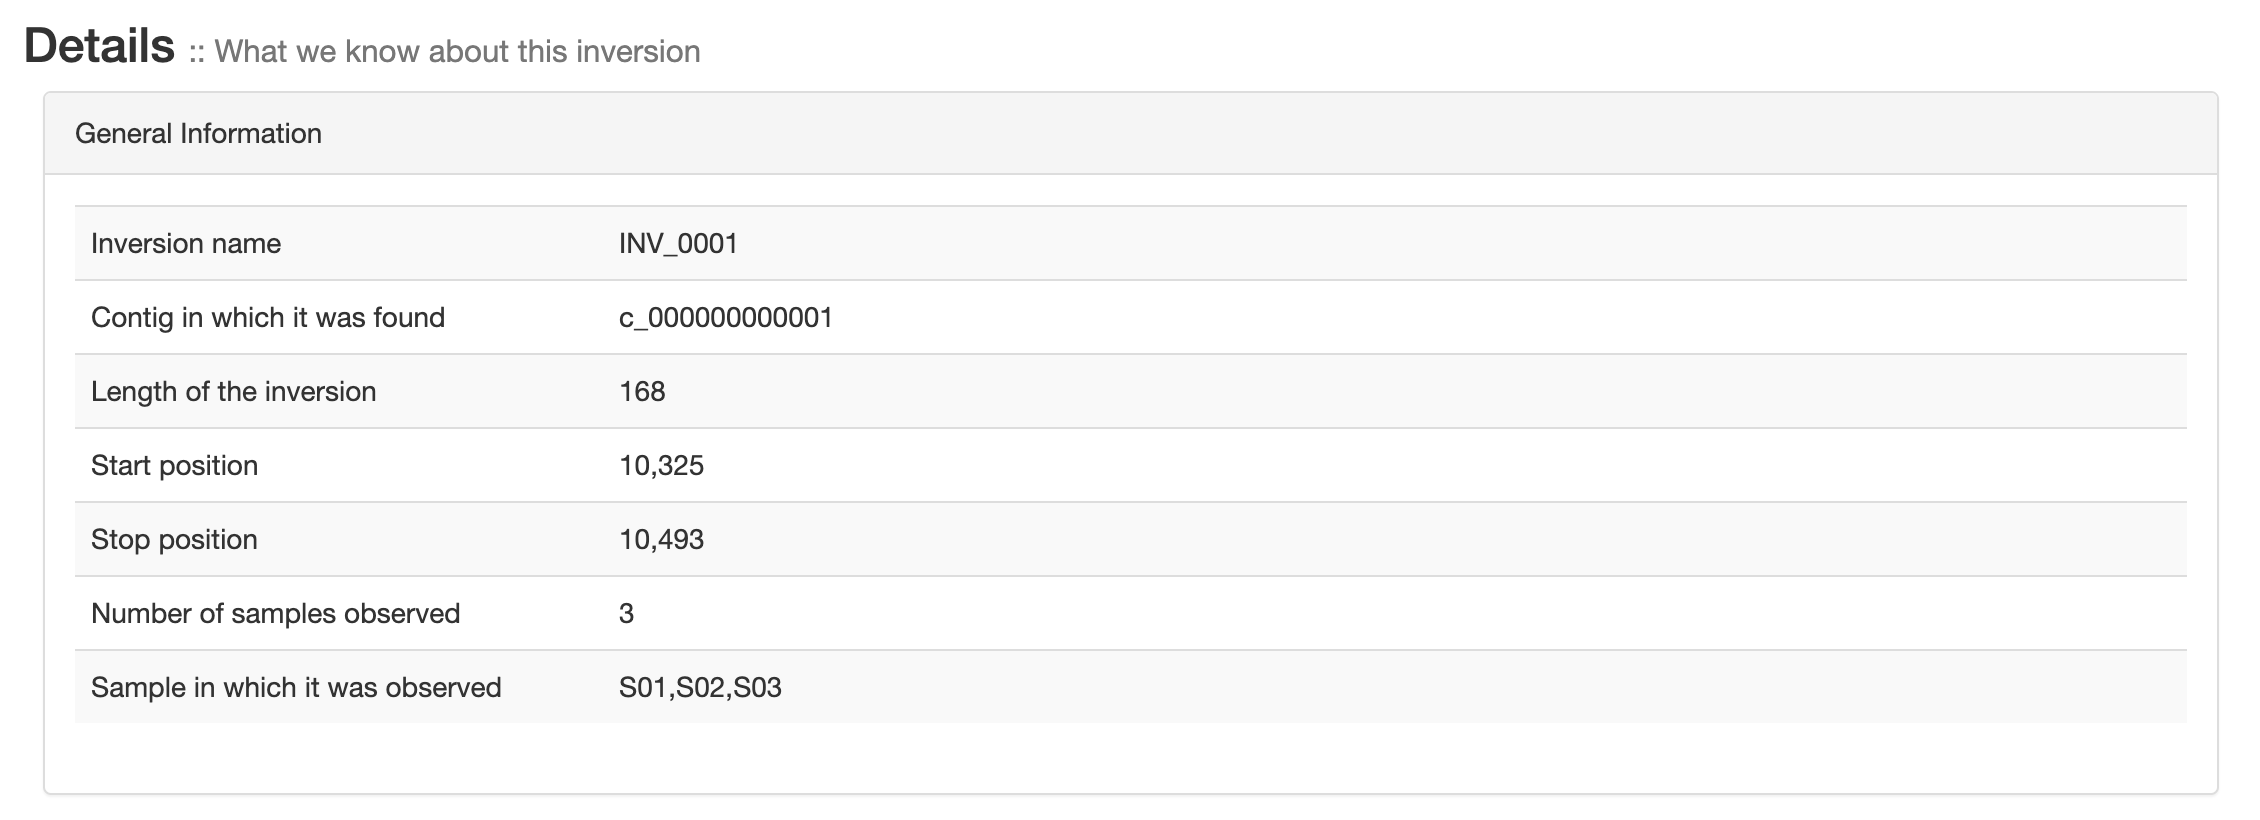 Details :: What we know about this inversion
General Information
Inversion name INV_0001
Contig in which it was found c_000000000001
Length of the inversion 168
Start position 10,325
Stop position 10,493
Number of samples observed 3
Sample in which it was observed S01,S02,S03